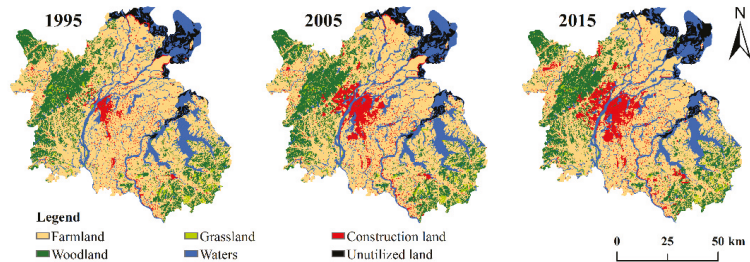 1995
2005
2015
N
Legend
Farmland
Grassland
Construction land
Woodland
Waters
Unutilized land
0 25 50 km